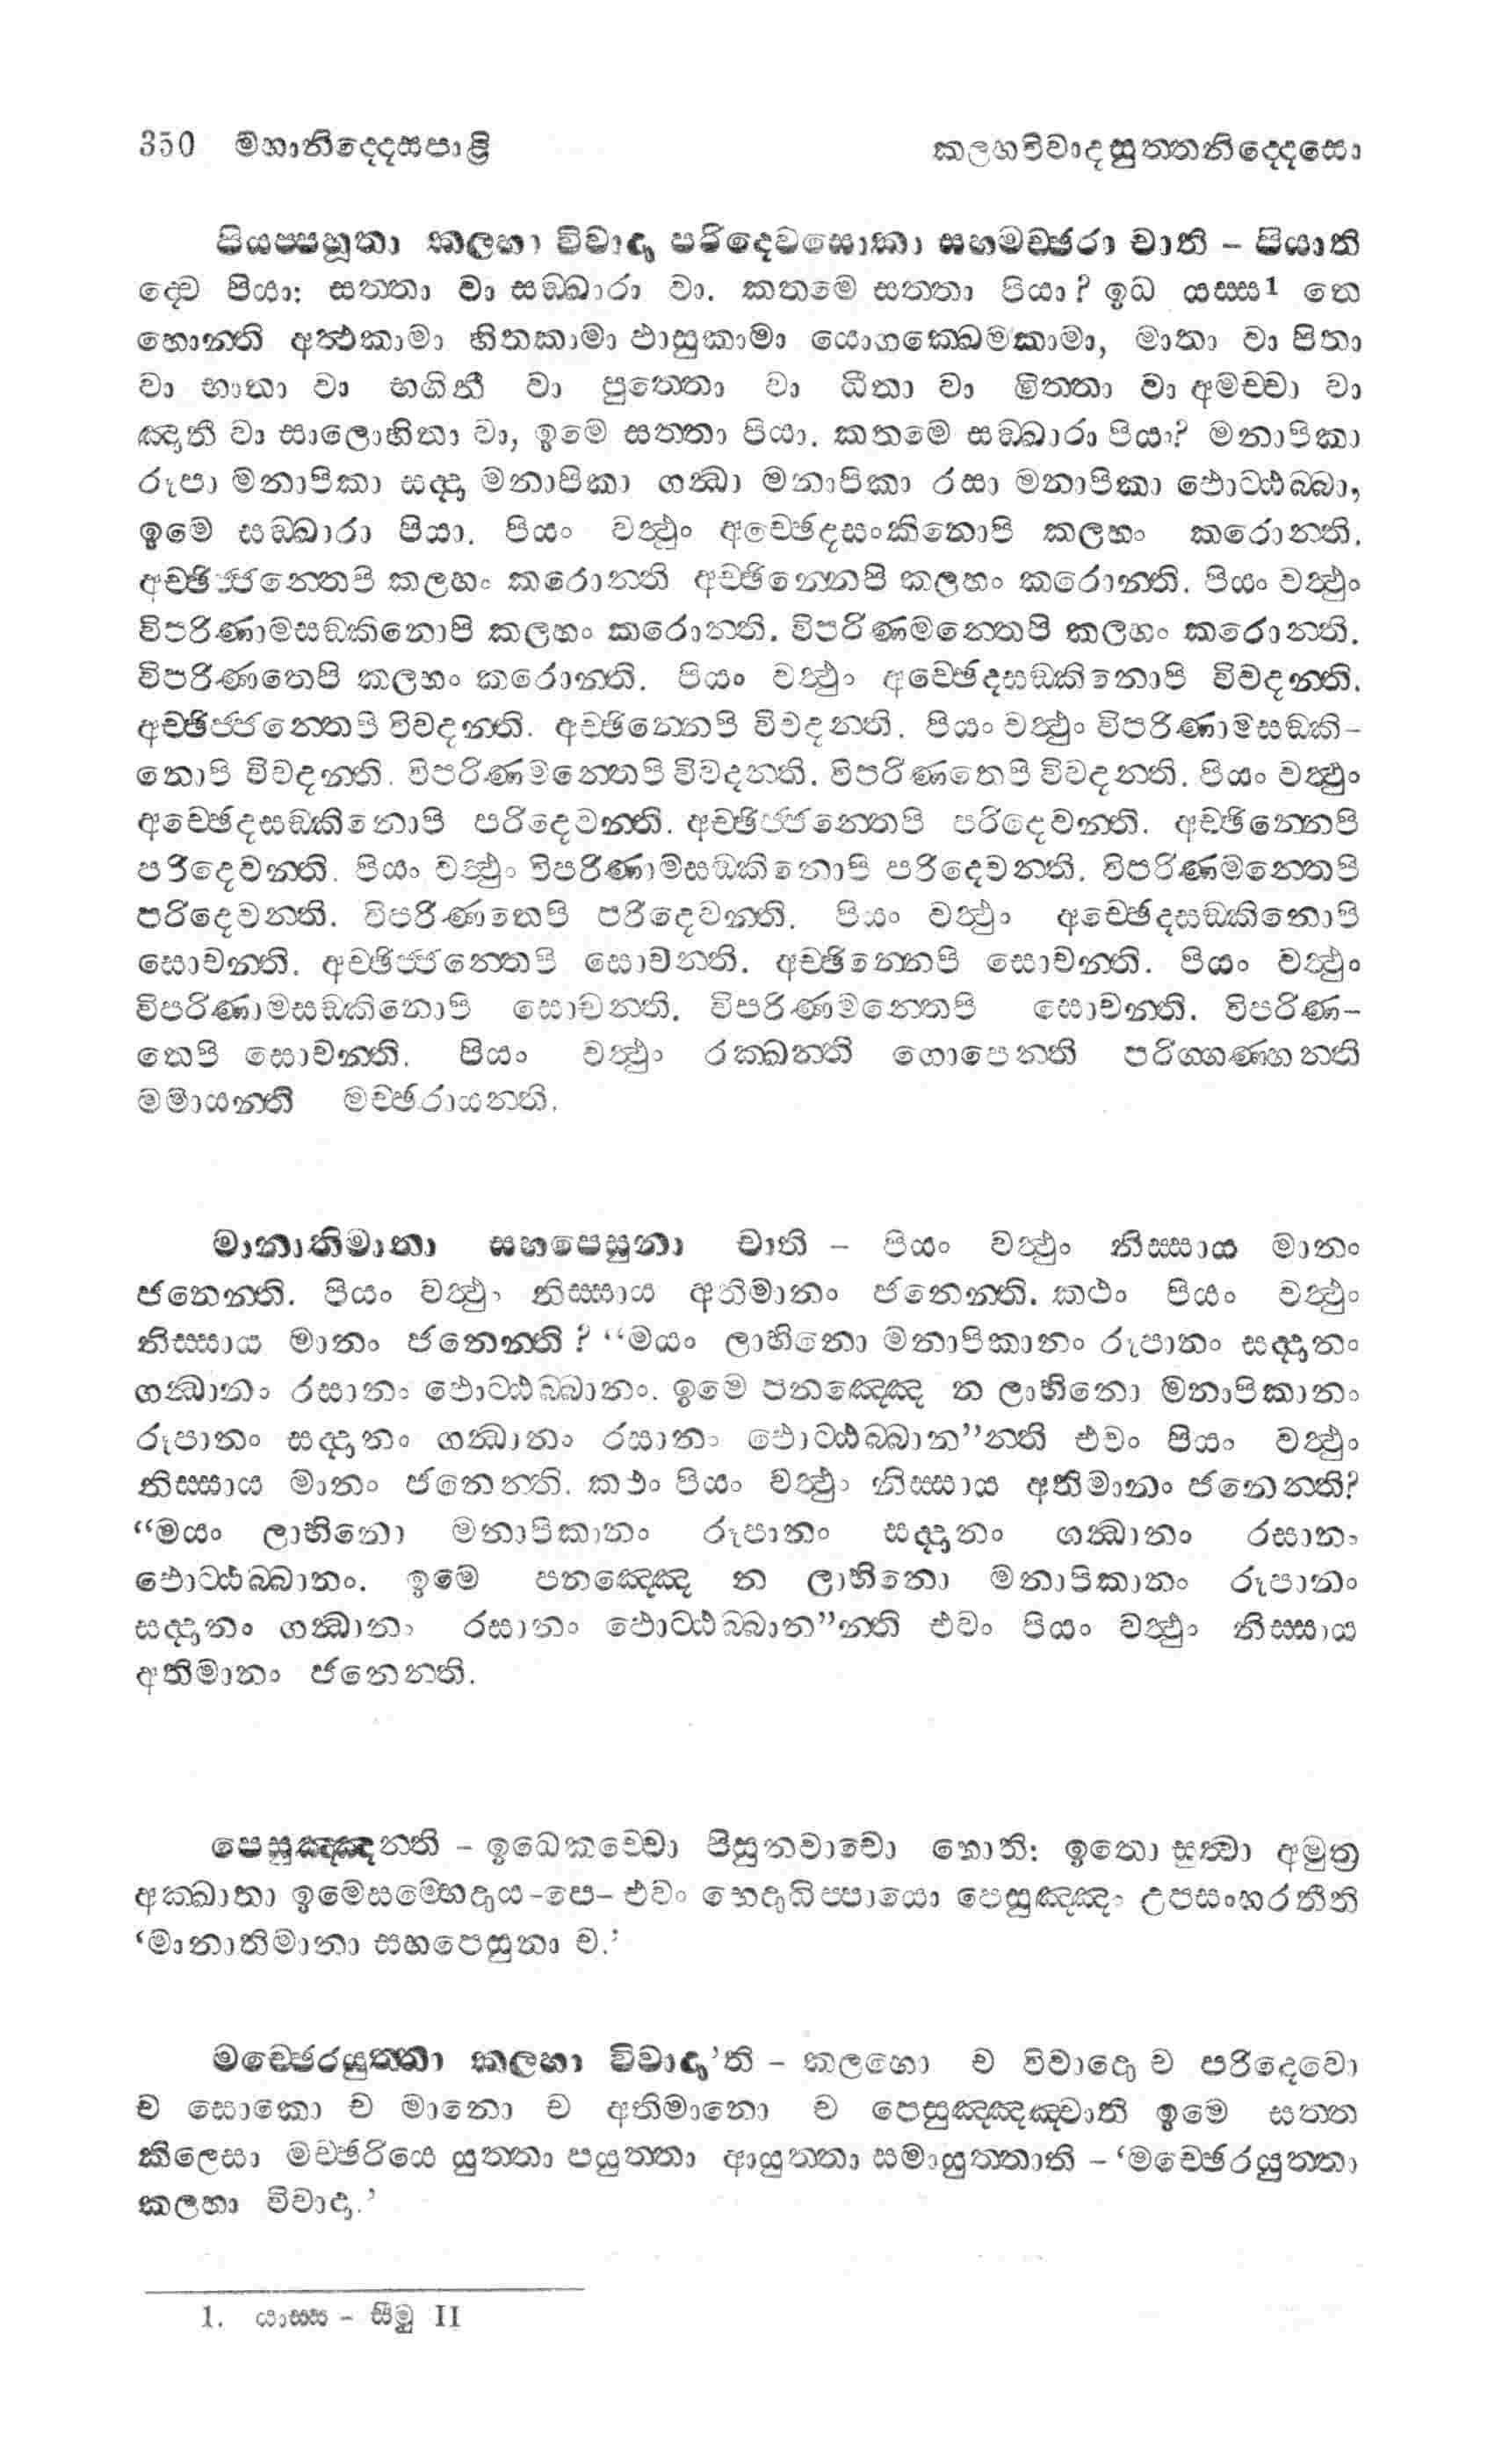 350 මහානිද්දෙසපාළි කලහවිවාදසුත්තනිද්දෙසො
පියප්පහූතා කලහා විවාදා පරිදෙවසොකා සහමච්ඡරා චාති – පියාති
ද්වෙ පියා: සත්තා වා සඞ්ඛාරා වා. කතමෙ සත්තා පියා? ඉධ යස්ස1 තෙ
හොන්ති අත්ථකාමා හිතකාමා ඵාසුකාමා යොගක්ඛෙමකාමා, මාතා වා පිතා
වා භාතා වා භගිනී වා පුත්තො වා ධීතා වා මිත්තා වා අමච්චා වා
ඤාතී වා සාලොහිතා වා, ඉමෙ සත්තා පියා. කතමෙ සඞ්ඛාරා පියා? මනාපිකා
රූපා මනාපිකා සද්දා මනාපිකා ගන්ධා මනාපිකා රසා මනාපිකා ඵොට්ඨබ්බා,
ඉමෙ සඞ්ඛාරා පියා. පියං වත්ථුං අච්ඡෙදසංකිනොපි කලහං කරොන්ති.
අච්ඡිජ්ජන්තෙපි කලහං කරොන්ති අච්ඡින්නෙපි කලහං කරොන්ති. පියං වත්ථුං
විපරිණාමසඞ්කිනොපි කලහං කරොන්ති. විපරිණමන්තෙපි කලහං කරොන්ති.
විපරිණතෙපි කලහං කරොන්ති. පියං වත්ථුං අච්ඡෙදසඞ්කිනොපි විවදන්ති.
අච්ඡිජ්ජන්තෙපි විවදන්ති. අච්ඡින්නෙපි විවදන්ති. පියං වත්ථුං විපරිණාමසඞ්කි–
නොපි විවදන්ති. විපරිණමන්තෙපි විවදන්ති. විපරිණතෙපි විවදන්ති. පියං වත්ථුං
අච්ඡෙදසඞ්කිනොපි පරිදෙවන්ති. අච්ඡිජ්ජන්තෙපි පරිදෙවන්ති. අච්ඡින්නෙපි
පරිදෙවන්ති. පියං වත්ථුං විපරිණාමසඞ්කිනොපි පරිදෙවන්ති. විපරිණමන්තෙපි
පරිදෙවන්ති. විපරිණතෙපි පරිදෙවන්ති. පියං වත්ථුං අච්ඡෙදසඞ්කිනොපි
සොචන්ති. අච්ඡිජ්ජන්තෙපි සොචන්ති. අච්ඡින්නෙපි සොචන්ති. පියං වත්ථුං
විපරිණාමසඞ්කිනොපි සොචන්ති. විපරිණමන්තෙපි සොචන්ති. විපරිණ–
තෙපි සොචන්ති. පියං වත්ථුං රක්ඛන්ති ගොපෙන්ති පරිග්ගණ්හන්ති
මමායන්ති මච්ඡරායන්ති.
මානාතිමානා සහපෙසුනා චාති – පියං වත්ථුං නිස්සාය මානං
ජනෙන්ති. පියං වත්ථුං නිස්සාය අතිමානං ජනෙන්ති. කථං පියං වත්ථුං
නිස්සාය මානං ජනෙන්ති? “මයං ලාභිනො මනාපිකානං රූපානං සද්දානං
ගන්ධානං රසානං ඵොට්ඨබ්බානං. ඉමෙ පනඤ්ඤෙ න ලාභිනො මනාපිකානං
රූපානං සද්දානං ගන්ධානං රසානං ඵොට්ඨබ්බාන”න්ති එවං පියං වත්ථුං
නිස්සාය මානං ජනෙන්ති. කථං පියං වත්ථුං නිස්සාය අතිමානං ජනෙන්ති?
“මයං ලාභිනො මනාපිකානං රූපානං සද්දානං ගන්ධානං රසානං
ඵොට්ඨබ්බානං. ඉමෙ පනඤ්ඤෙ න ලාභිනො මනාපිකානං රූපානං
සද්දානං ගන්ධානං රසානං ඵොට්ඨබ්බාන”න්ති එවං පියං වත්ථුං නිස්සාය
අතිමානං ජනෙන්ති.
පෙසුඤ්ඤන්ති – ඉධෙකච්චො පිසුනවාචො හොති: ඉතො සුත්වා අමුත්‍ර
අක්ඛාතා ඉමෙසම්භෙදාය-පෙ– එවං භෙදාධිප්පායො පෙසුඤ්ඤං උපසංහරතීති
‘මානාතිමානා සහපෙසුනා ච.’
මච්ඡෙරයුත්තා කලහා විවාදා’ති – කලහො ච විවාදො ච පරිදෙවො
ච සොකො ච මානො ච අතිමානො ච පෙසුඤ්ඤඤ්චාති ඉමෙ සත්ත
කිලෙසා මච්ඡරියෙ යුත්තා පයුත්තා ආයුත්තා සමායුත්තාති – ‘මච්ඡෙරයුත්තා
කලහා විවාදා.’
1. යාස්ස – සීමු II